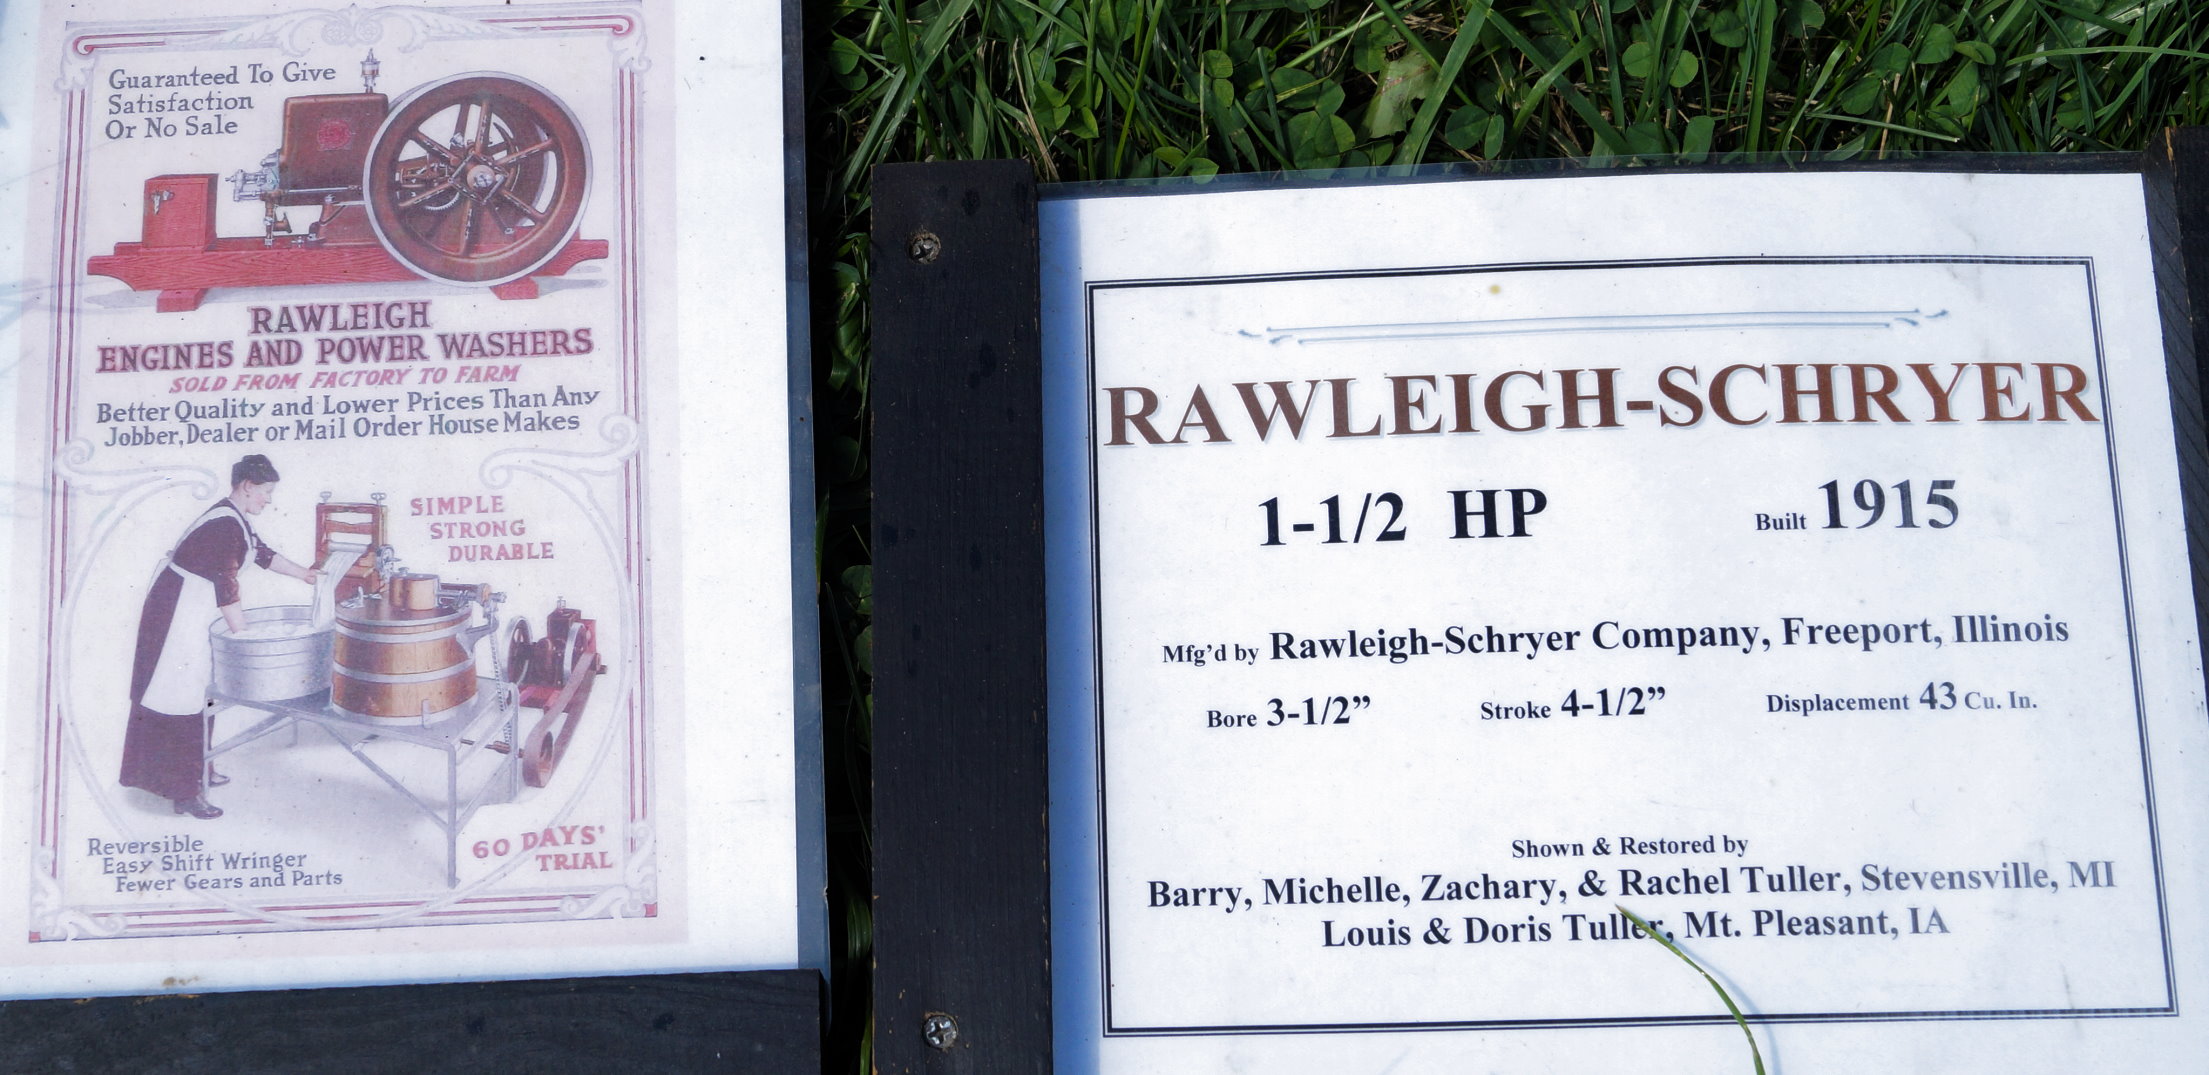 Guaranteed To Give
Satisfaction
Or No Sale
RAWLEIGH
ENGINES AND POWER WASHERS
SOLD FROM FACTORY TO FARM
Better Quality and Lower Prices Than Any
Jobber, Dealer or Mail Order House Makes
SIMPLE
STRONG
DURABLE
Reversible
Easy Shift Wringer
Fewer Gears and Parts
60 DAYS'
TRIAL
RAWLEIGH-SCHRYER
1-1/2 HP Built 1915
Mfg'd by Rawleigh-Schryer Company, Freeport, Illinois
Bore 3-1/2” Stroke 4-1/2” Displacement 43 Cu. In.
Shown & Restored by
Barry, Michelle, Zachary, & Rachel Tuller, Stevensville, MI
Louis & Doris Tuller, Mt. Pleasant, IA